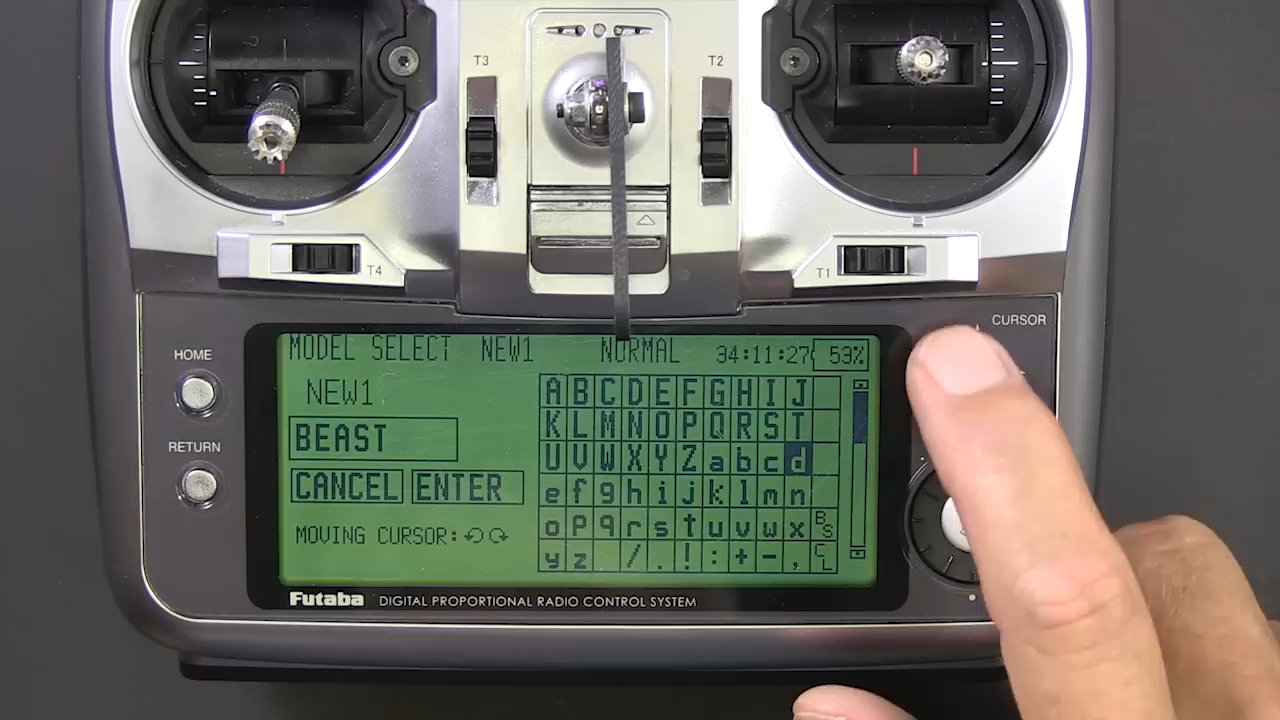 T3
T2
T4
T1
CURSOR
HOME
RETURN
MODEL SELECT NEW1 NORMAL 34:11:27 53%
NEW1
BEAST
CANCEL ENTER
MOVING CURSOR:
A B C D E F G H I J
K L M N O P Q R S T
U V W X Y Z a b c d
e f g h i j k l m n
o p q r s t u v w x BS
y z / . ! : + - , CL
Futaba DIGITAL PROPORTIONAL RADIO CONTROL SYSTEM